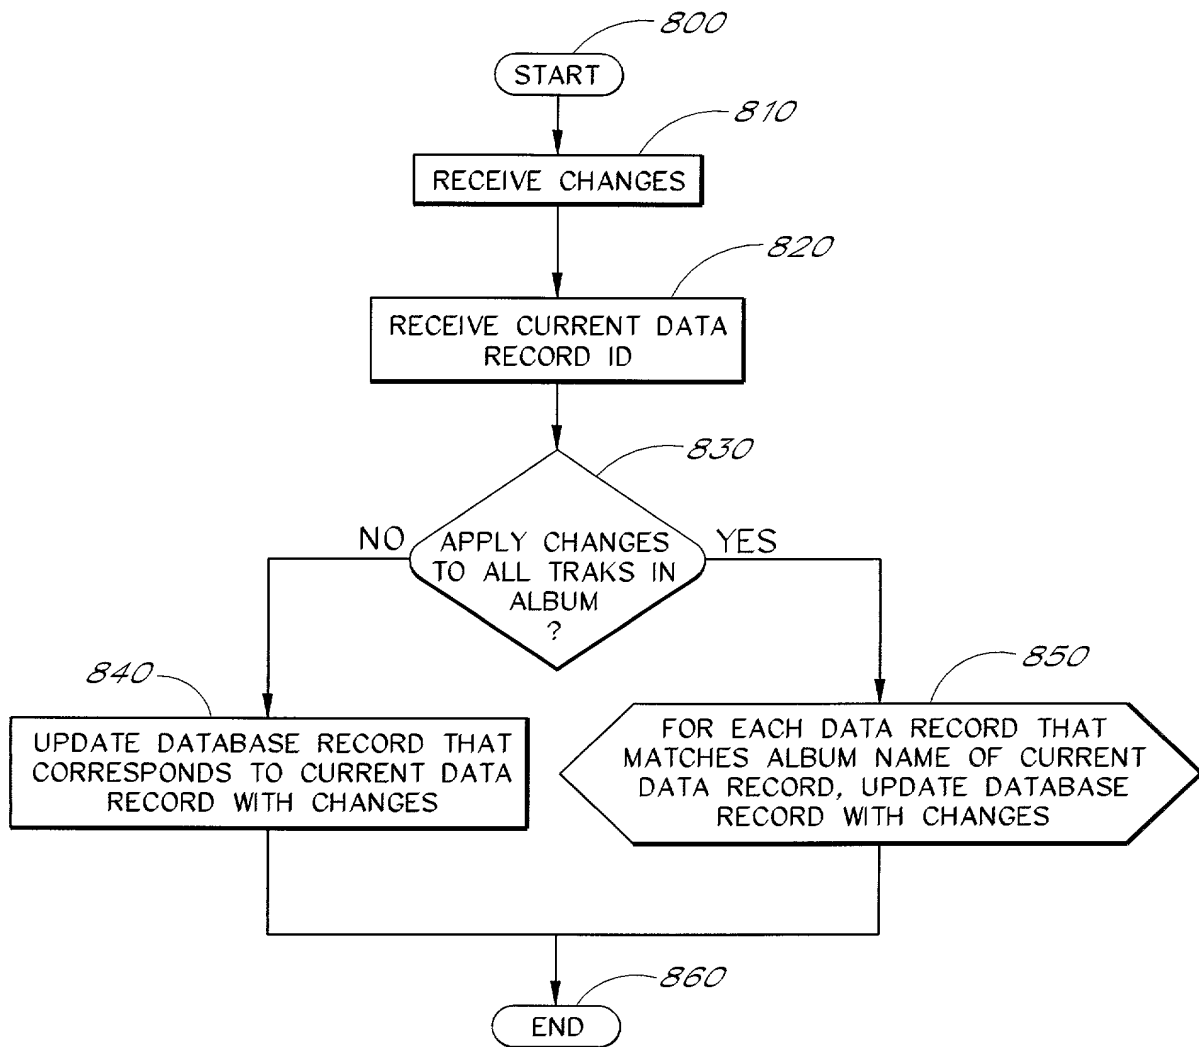 800
START
810
RECEIVE CHANGES
820
RECEIVE CURRENT DATA
RECORD ID
830
NO
YES
APPLY CHANGES
TO ALL TRAKS IN
ALBUM
?
840
850
UPDATE DATABASE RECORD THAT
CORRESPONDS TO CURRENT DATA
RECORD WITH CHANGES
FOR EACH DATA RECORD THAT
MATCHES ALBUM NAME OF CURRENT
DATA RECORD, UPDATE DATABASE
RECORD WITH CHANGES
860
END